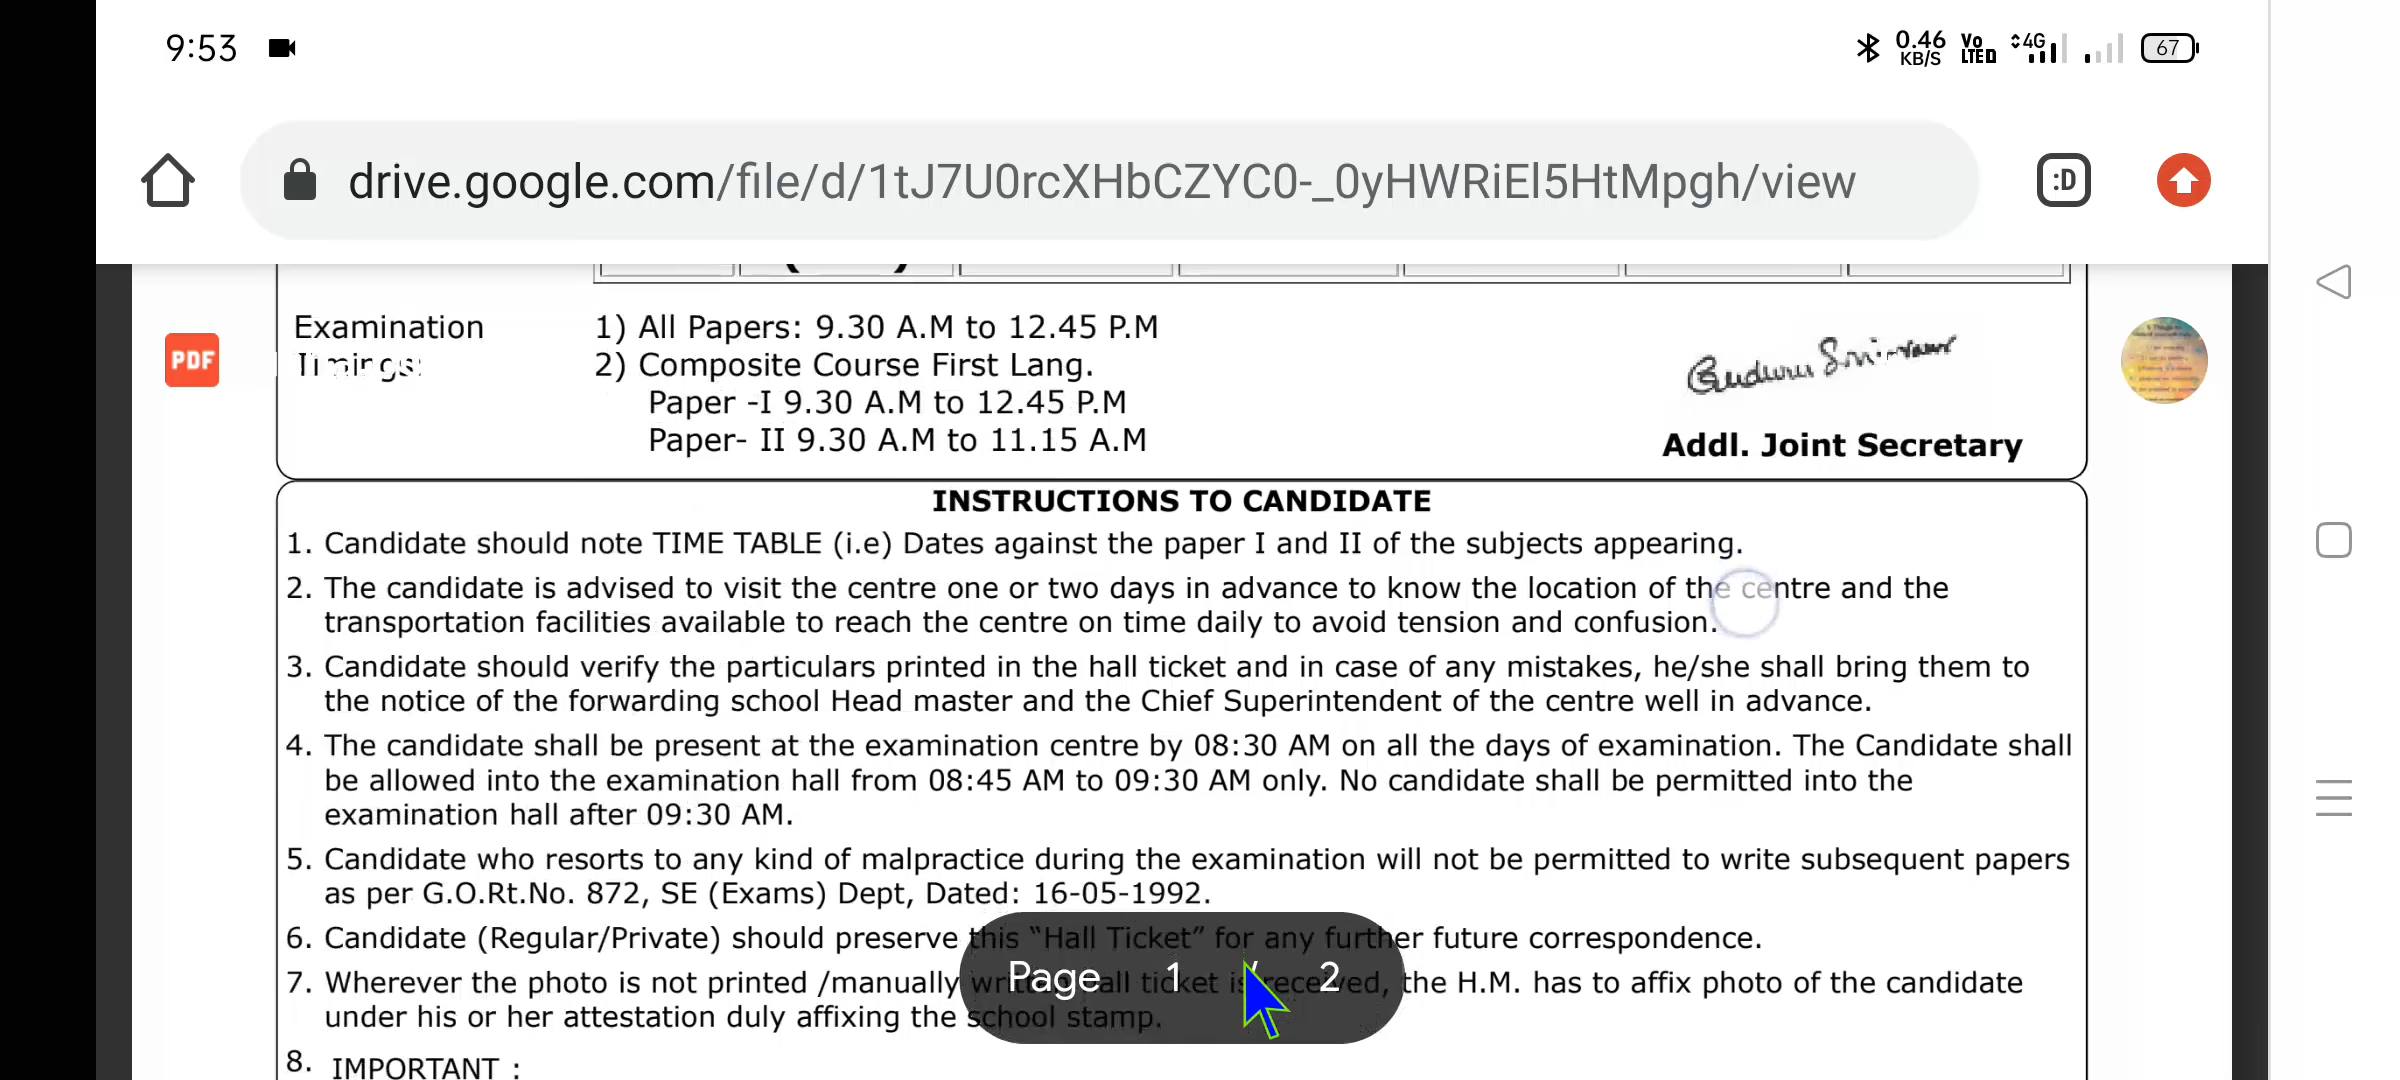 9:53
0.46 KB/S Vo LTED 4G 67
drive.google.com/file/d/1tJ7U0rcXHbCZYC0-_0yHWRiEl5HtMpgh/view
:D
PDF
Examination 1) All Papers: 9.30 A.M to 12.45 P.M
Timings 2) Composite Course First Lang.
Paper -I 9.30 A.M to 12.45 P.M
Paper- II 9.30 A.M to 11.15 A.M
Addl. Joint Secretary
INSTRUCTIONS TO CANDIDATE
1. Candidate should note TIME TABLE (i.e) Dates against the paper I and II of the subjects appearing.
2. The candidate is advised to visit the centre one or two days in advance to know the location of the centre and the
transportation facilities available to reach the centre on time daily to avoid tension and confusion.
3. Candidate should verify the particulars printed in the hall ticket and in case of any mistakes, he/she shall bring them to
the notice of the forwarding school Head master and the Chief Superintendent of the centre well in advance.
4. The candidate shall be present at the examination centre by 08:30 AM on all the days of examination. The Candidate shall
be allowed into the examination hall from 08:45 AM to 09:30 AM only. No candidate shall be permitted into the
examination hall after 09:30 AM.
5. Candidate who resorts to any kind of malpractice during the examination will not be permitted to write subsequent papers
as per G.O.Rt.No. 872, SE (Exams) Dept, Dated: 16-05-1992.
6. Candidate (Regular/Private) should preserve this “Hall Ticket” for any further future correspondence.
7. Wherever the photo is not printed /manually written hall ticket is received, the H.M. has to affix photo of the candidate
under his or her attestation duly affixing the school stamp.
Page 1 / 2
8. IMPORTANT :